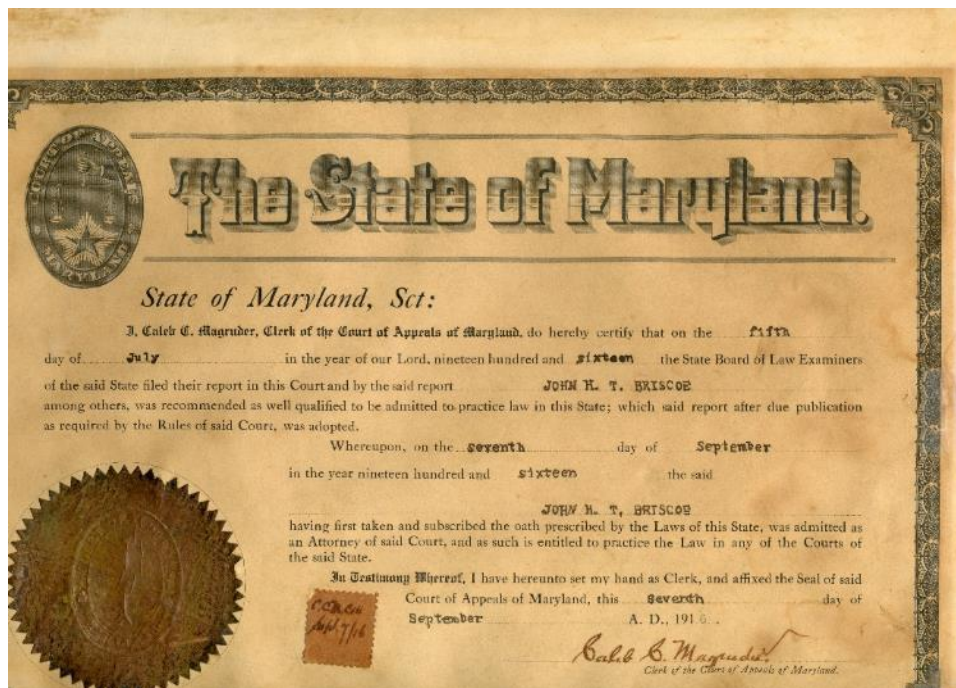 COURT OF APPEALS
MARYLAND
The State of Maryland.
State of Maryland, Sct:
I, Caleb C. Magruder, Clerk of the Court of Appeals of Maryland, do hereby certify that on the fifth
day of July in the year of our Lord, nineteen hundred and sixteen the State Board of Law Examiners
of the said State filed their report in this Court and by the said report JOHN H. T. BRISCOE
among others, was recommended as well qualified to be admitted to practice law in this State; which said report after due publication
as required by the Rules of said Court, was adopted.
Whereupon, on the seventh day of September
in the year nineteen hundred and sixteen the said
JOHN H. T. BRISCOE
having first taken and subscribed the oath prescribed by the Laws of this State, was admitted as
an Attorney of said Court, and as such is entitled to practice the Law in any of the Courts of
the said State.
In Testimony Whereof, I have hereunto set my hand as Clerk, and affixed the Seal of said
Court of Appeals of Maryland, this Seventh day of
September A. D., 1916.
Sept 7/16
Caleb C. Magruder
Clerk of the Court of Appeals of Maryland.